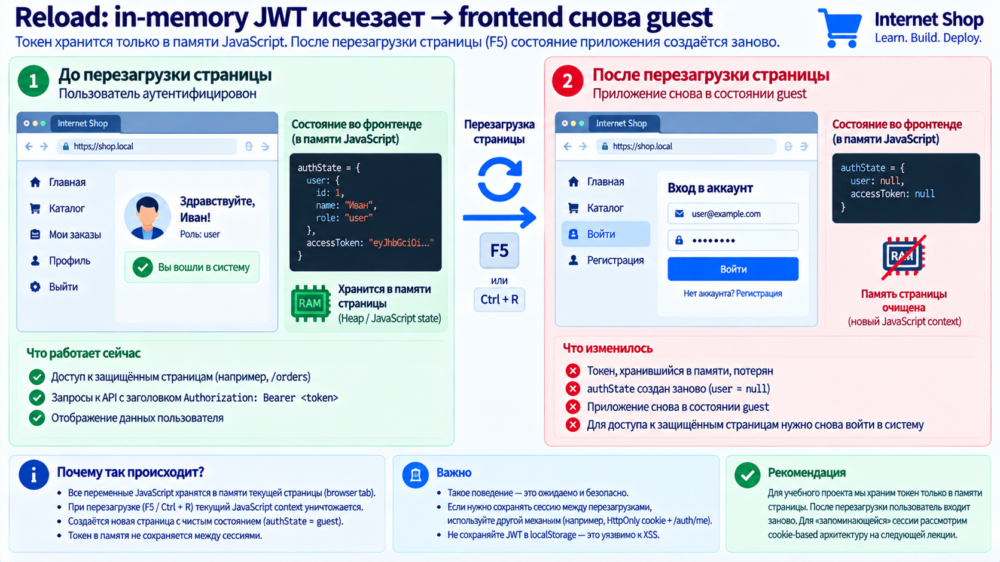 Reload: in-memory JWT исчезает → frontend снова guest
Токен хранится только в памяти JavaScript. После перезагрузки страницы (F5) состояние приложения создаётся заново.
Internet Shop
Learn. Build. Deploy.
1
До перезагрузки страницы
Пользователь аутентифицировон
Internet Shop
https://shop.local
Главная
Каталог
Мои заказы
Профиль
Выйти
Здравствуйте,
Иван!
Роль: user
Вы вошли в систему
Состояние во фронтенде
(в памяти JavaScript)
authState = {
user: {
id: 1,
name: "Иван",
role: "user"
},
accessToken: "eyJhbGciOi..."
}
RAM
Хранится в памяти
страницы
(Heap / JavaScript state)
Что работает сейчас
Доступ к защищённым страницам (например, /orders)
Запросы к API с заголовком Authorization: Bearer <token>
Отображение данных пользователя
Перезагрузка
страницы
F5
или
Ctrl + R
2
После перезагрузки страницы
Приложение снова в состоянии guest
Internet Shop
https://shop.local
Главная
Каталог
Войти
Регистрация
Вход в аккаунт
user@example.com
••••••••
Войти
Нет аккаунта? Регистрация
Состояние во фронтенде
(в памяти JavaScript)
authState = {
user: null,
accessToken: null
}
Память страницы
очищена
(новый JavaScript context)
Что изменилось
Токен, хранившийся в памяти, потерян
authState создан заново (user = null)
Приложение снова в состоянии guest
Для доступа к защищённым страницам нужно снова войти в систему
i
Почему так происходит?
• Все переменные JavaScript хранятся в памяти текущей страницы (browser tab).
• При перезагрузке (F5 / Ctrl + R) текущий JavaScript context уничтожается.
• Создаётся новая страница с чистым состоянием (authState = guest).
• Токен в памятя не сохраняется между сессиями.
Важно
• Такое поведение — это ожидаемо и безопасно.
• Если нужно сохранять сессию между перезагрузками,
используйте другой механым (например, HttpOnly cookie + /auth/me).
• Не сохраняйте JWT в localStorage — это уязвимо к XSS.
Рекомендация
Для учебного проекта мы храним токен только в памяти
страницы. После перезагрузки пользователь входит
заново. Для «запоминающейся» сессии рассмотрим
cookie-based архитектуру на следующей лекции.